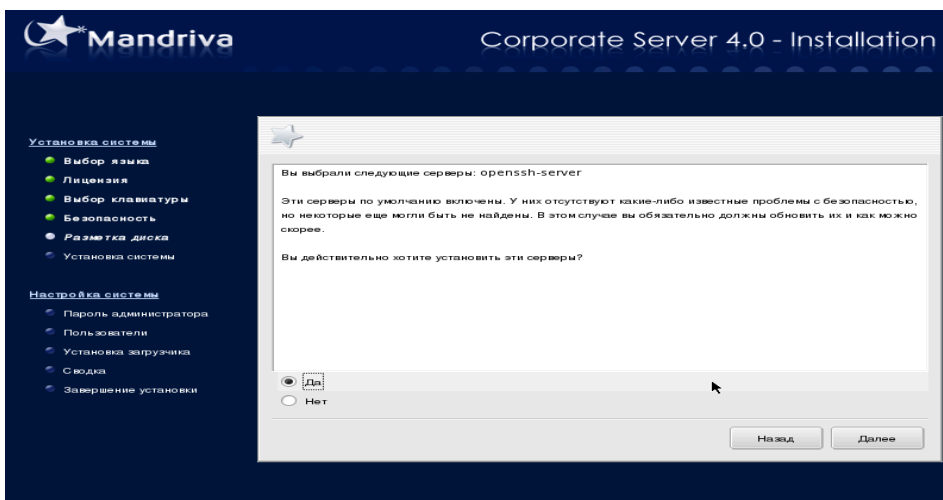 Mandriva
Corporate Server 4.0 - Installation
Установка системы
Выбор языка
Лицензия
Выбор клавиатуры
Безопасность
Разметка диска
Установка системы
Настройка системы
Пароль администратора
Пользователи
Установка загрузчика
Сводка
Завершение установки
Вы выбрали следующие серверы: openssh-server
Эти серверы по умолчанию включены. У них отсутствуют какие-либо известные проблемы с безопасностью,
но некоторые еще могли быть не найдены. В этом случае вы обязательно должны обновить их и как можно
скорее.
Вы действительно хотите установить эти серверы?
Да
Нет
Назад
Далее